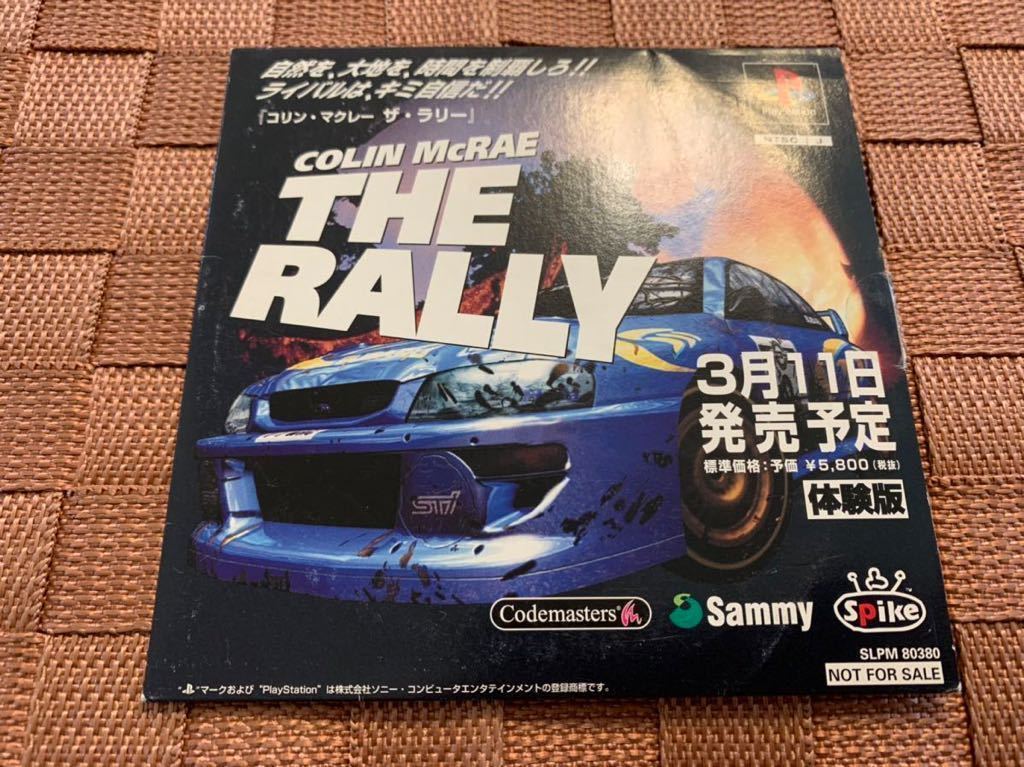 自然を、大地を、時間を制覇しろ!!
ライバルは、キミ自信だ!!
『コリン・マクレー ザ・ラリー』
COLIN McRAE
THE
RALLY
PlayStation
NTSC J
3月11日
発売予定
標準価格:予価 ¥5,800(税抜)
体験版
STi
Codemasters
Sammy
Spike
SLPM 80380
NOT FOR SALE
"マークおよび "PlayStation" は株式会社ソニー・コンピュータエンタテインメントの登録商標です。